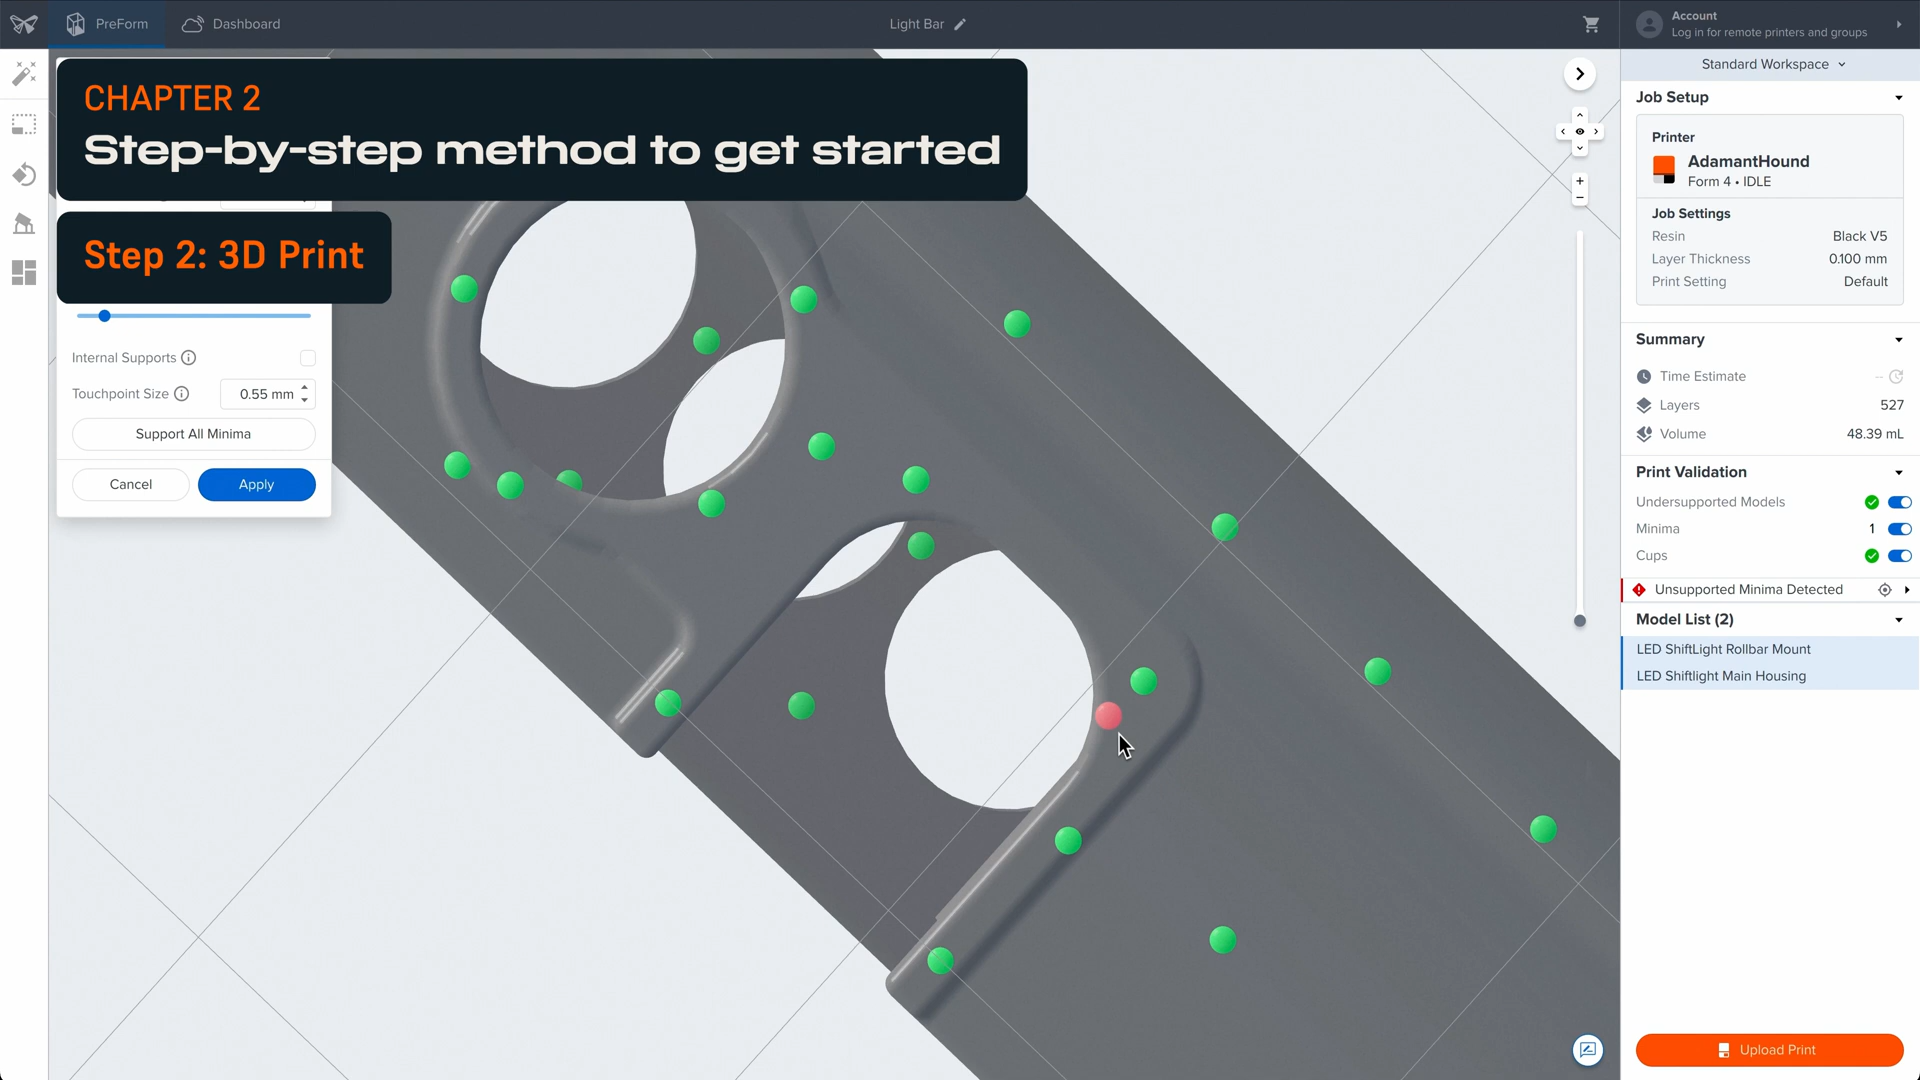 PreForm
Dashboard
Light Bar
Account
Log in for remote printers and groups
CHAPTER 2
Step-by-step method to get started
Step 2: 3D Print
Internal Supports
Touchpoint Size
0.55 mm
Support All Minima
Cancel
Apply
Standard Workspace
Job Setup
Printer
AdamantHound
Form 4 • IDLE
Job Settings
Resin
Black V5
Layer Thickness
0.100 mm
Print Setting
Default
Summary
Time Estimate
--
Layers
527
Volume
48.39 mL
Print Validation
Undersupported Models
Minima
1
Cups
Unsupported Minima Detected
Model List (2)
LED ShiftLight Rollbar Mount
LED Shiftlight Main Housing
Upload Print